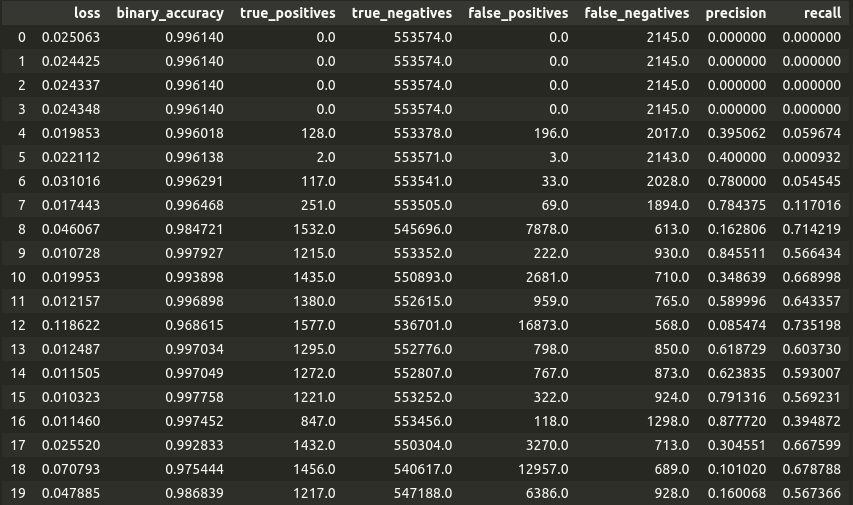 loss binary_accuracy true_positives true_negatives false_positives false_negatives precision recall
0 0.025063 0.996140 0.0 553574.0 0.0 2145.0 0.000000 0.000000
1 0.024425 0.996140 0.0 553574.0 0.0 2145.0 0.000000 0.000000
2 0.024337 0.996140 0.0 553574.0 0.0 2145.0 0.000000 0.000000
3 0.024348 0.996140 0.0 553574.0 0.0 2145.0 0.000000 0.000000
4 0.019853 0.996018 128.0 553378.0 196.0 2017.0 0.395062 0.059674
5 0.022112 0.996138 2.0 553571.0 3.0 2143.0 0.400000 0.000932
6 0.031016 0.996291 117.0 553541.0 33.0 2028.0 0.780000 0.054545
7 0.017443 0.996468 251.0 553505.0 69.0 1894.0 0.784375 0.117016
8 0.046067 0.984721 1532.0 545696.0 7878.0 613.0 0.162806 0.714219
9 0.010728 0.997927 1215.0 553352.0 222.0 930.0 0.845511 0.566434
10 0.019953 0.993898 1435.0 550893.0 2681.0 710.0 0.348639 0.668998
11 0.012157 0.996898 1380.0 552615.0 959.0 765.0 0.589996 0.643357
12 0.118622 0.968615 1577.0 536701.0 16873.0 568.0 0.085474 0.735198
13 0.012487 0.997034 1295.0 552776.0 798.0 850.0 0.618729 0.603730
14 0.011505 0.997049 1272.0 552807.0 767.0 873.0 0.623835 0.593007
15 0.010323 0.997758 1221.0 553252.0 322.0 924.0 0.791316 0.569231
16 0.011460 0.997452 847.0 553456.0 118.0 1298.0 0.877720 0.394872
17 0.025520 0.992833 1432.0 550304.0 3270.0 713.0 0.304551 0.667599
18 0.070793 0.975444 1456.0 540617.0 12957.0 689.0 0.101020 0.678788
19 0.047885 0.986839 1217.0 547188.0 6386.0 928.0 0.160068 0.567366